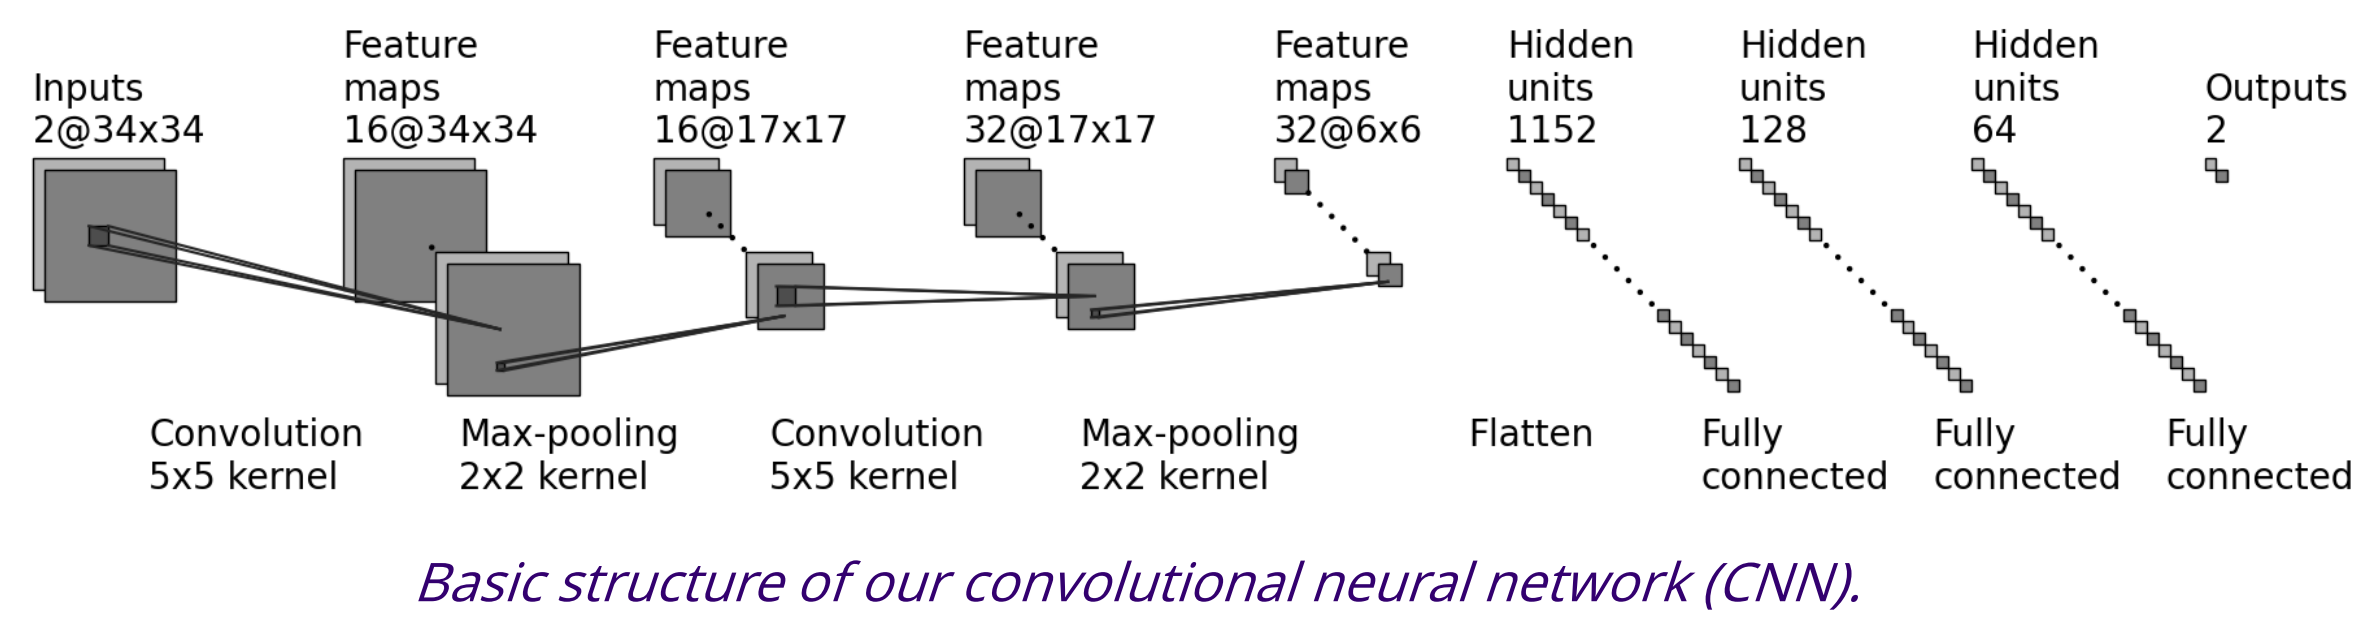 Inputs
2@34x34
Feature
maps
16@34x34
Feature
maps
16@17x17
Feature
maps
32@17x17
Feature
maps
32@6x6
Hidden
units
1152
Hidden
units
128
Hidden
units
64
Outputs
2
Convolution
5x5 kernel
Max-pooling
2x2 kernel
Convolution
5x5 kernel
Max-pooling
2x2 kernel
Flatten
Fully
connected
Fully
connected
Fully
connected
Basic structure of our convolutional neural network (CNN).